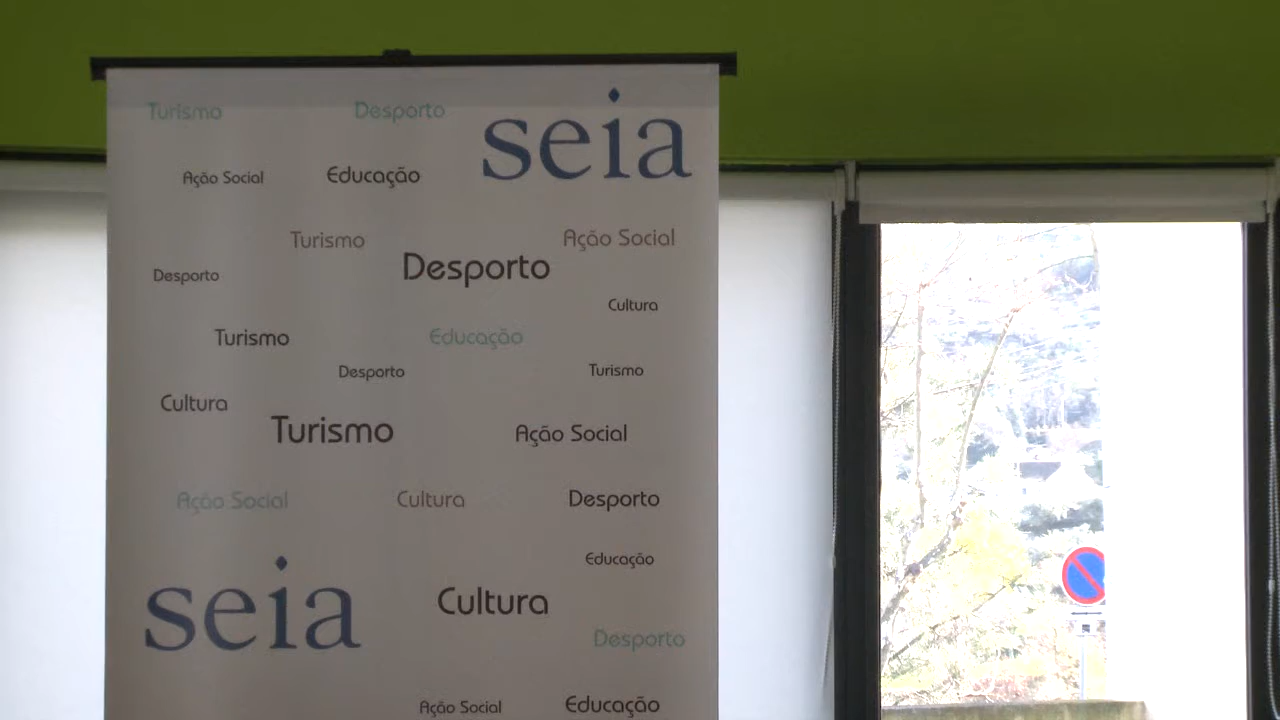 Turismo Desporto
seia
Ação Social Educação
Turismo Ação Social
Desporto Desporto
Cultura
Turismo Educação
Desporto Turismo
Cultura
Turismo Ação Social
Ação Social Cultura Desporto
Educação
seia Cultura
Desporto
Ação Social Educação